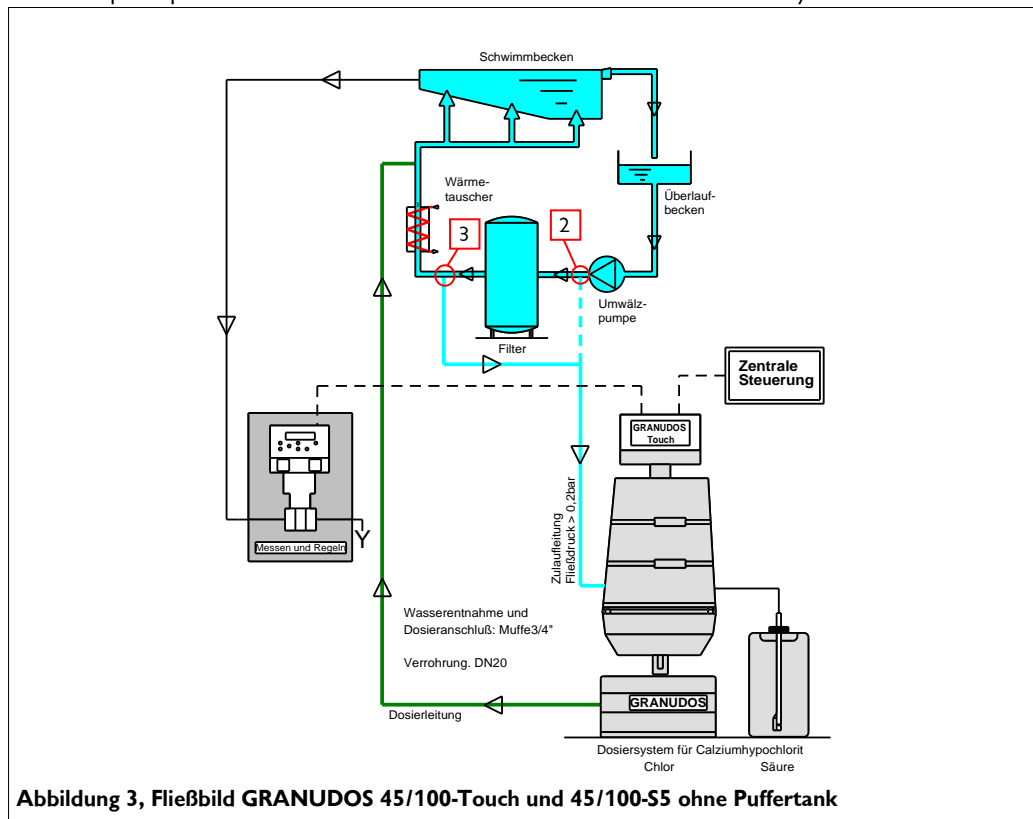 Schwimmbecken
Wärme-
tauscher
3
2
Überlauf-
becken
Umwälz-
pumpe
Filter
Zentrale
Steuerung
GRANUDOS
Touch
Zulaufleitung
Fließdruck > 0,2bar
Messen und Regeln
Y
Wasserentnahme und
Dosieranschluß: Muffe3/4"
Verrohrung. DN20
GRANUDOS
Dosierleitung
Dosiersystem für Calziumhypochlorit
Chlor Säure
Abbildung 3, Fließbild GRANUDOS 45/100-Touch und 45/100-S5 ohne Puffertank